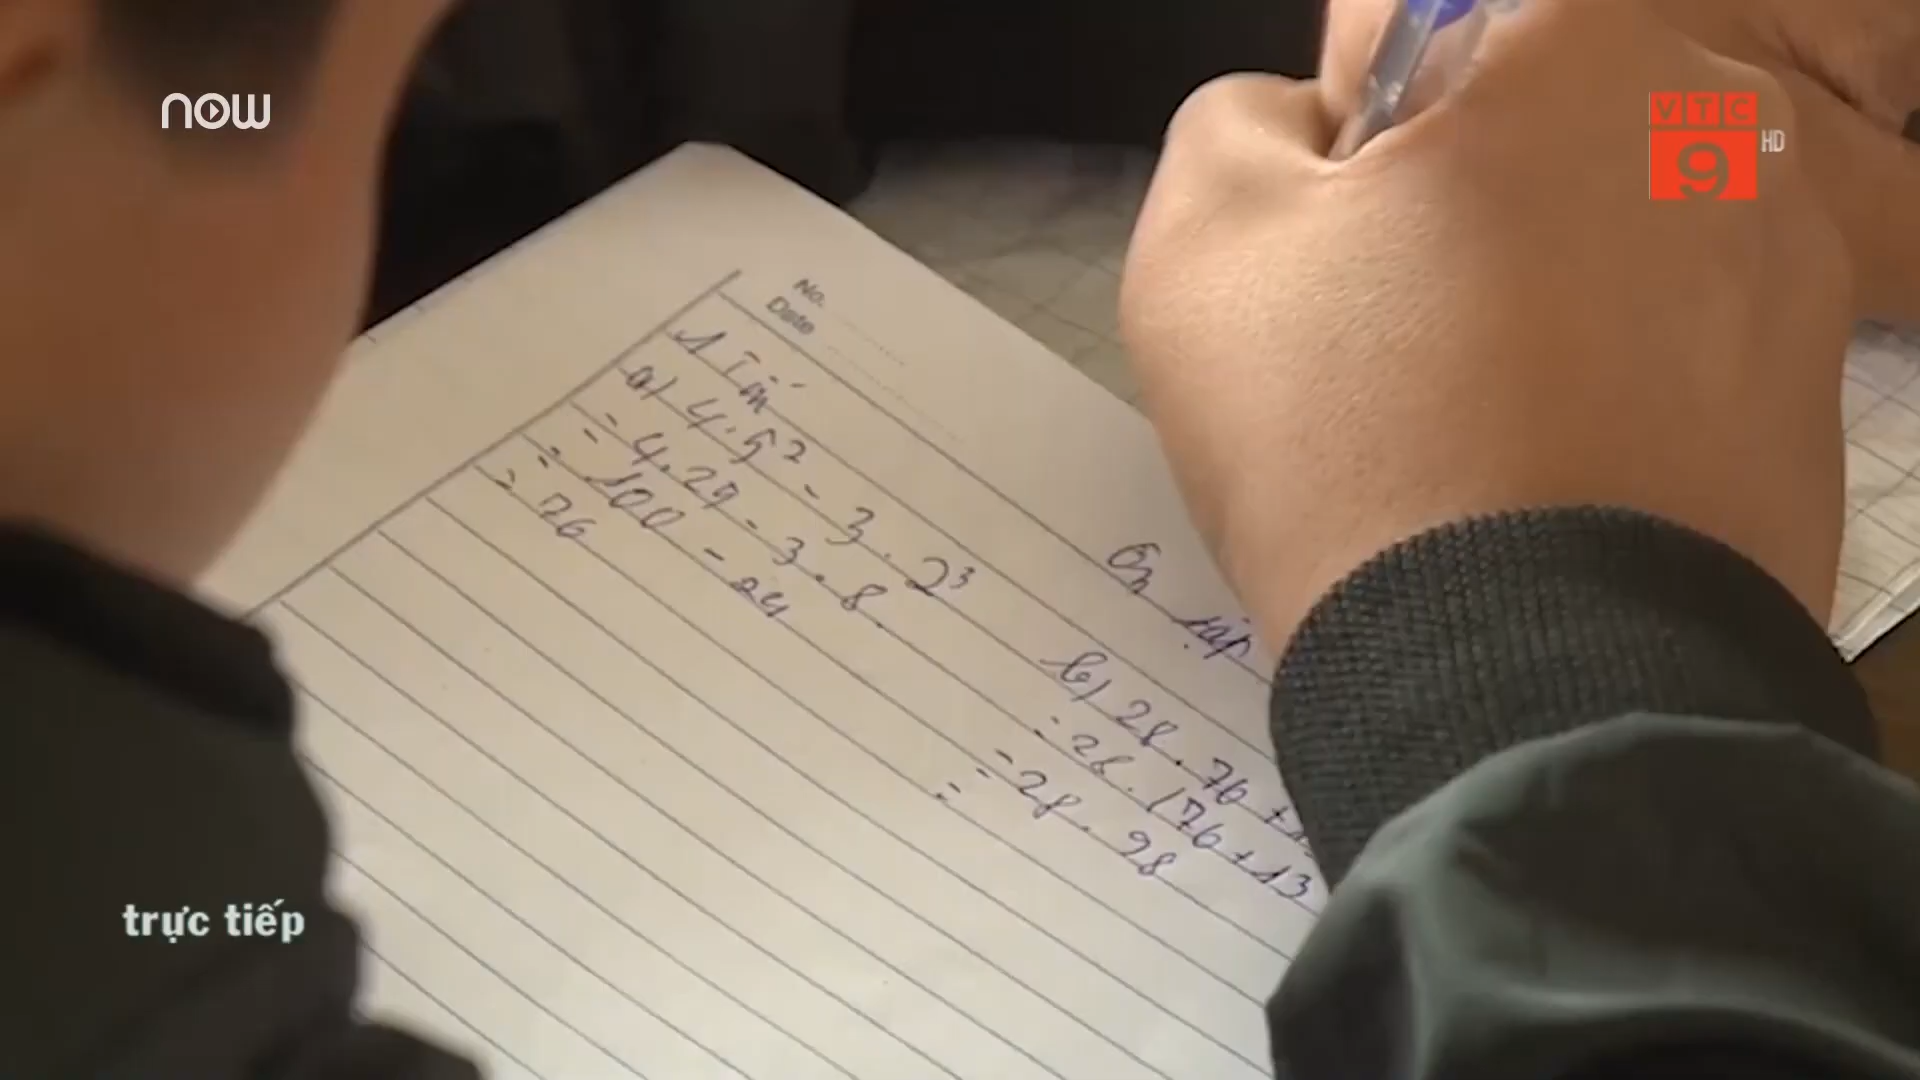 now
VTC
9
HD
No.
Date
Ôn tập
1 Tính
a) 4.5² - 3.2³
= 4.25 - 3.8
= 100 - 24
= 76
b) 28.76 +
= 28.(76+13
= 28.98
=
trực tiếp